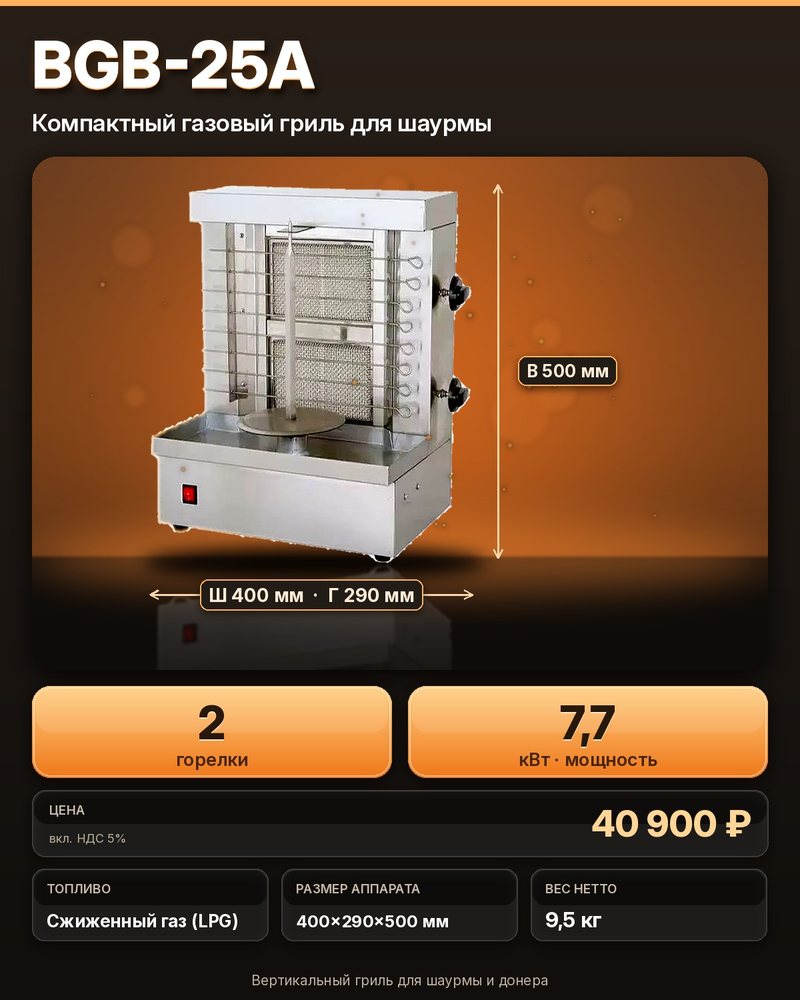 BGB-25A
Компактный газовый гриль для шаурмы
В 500 мм
Ш 400 мм · Г 290 мм
2
горелки
7,7
кВт · мощность
ЦЕНА
вкл. НДС 5%
40 900 ₽
ТОПЛИВО
Сжиженный газ (LPG)
РАЗМЕР АППАРАТА
400×290×500 мм
ВЕС НЕТТО
9,5 кг
Вертикальный гриль для шаурмы и донера